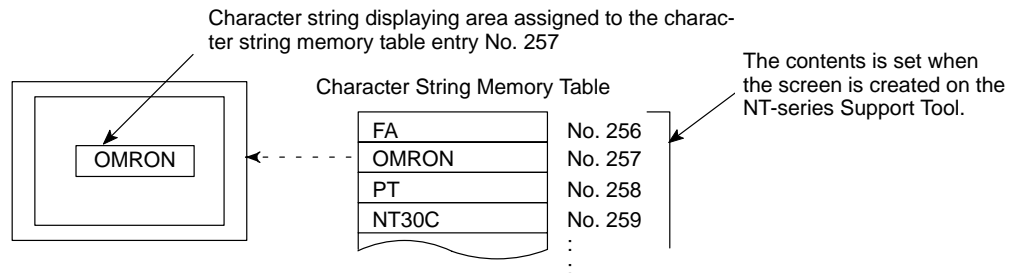 Character string displaying area assigned to the charac-
ter string memory table entry No. 257
The contents is set when
the screen is created on the
NT-series Support Tool.
Character String Memory Table
FA No. 256
OMRON OMRON No. 257
PT No. 258
NT30C No. 259
:
: